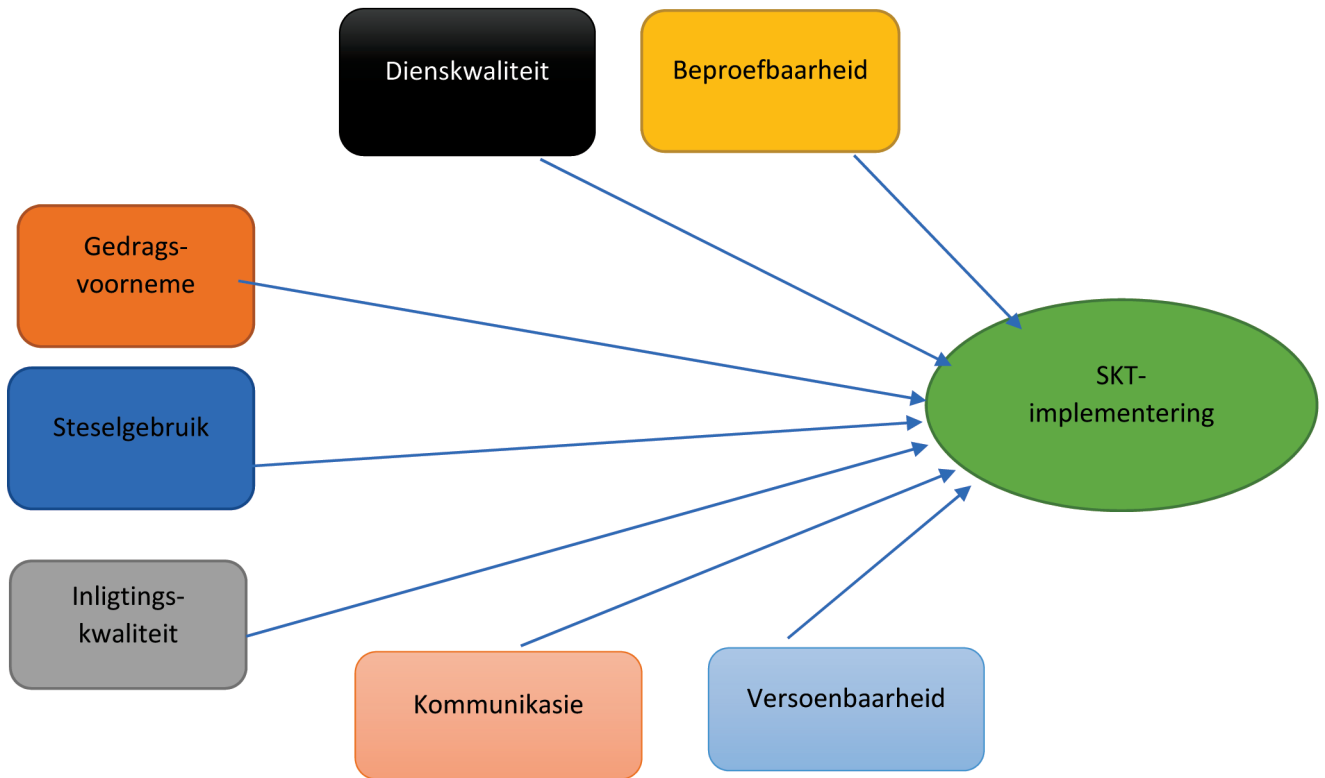 Dienskwaliteit
Beproefbaarheid
Gedrags-
voorneme
Steselgebruik
SKT-
implementering
Inligtings-
kwaliteit
Kommunikasie
Versoenbaarheid